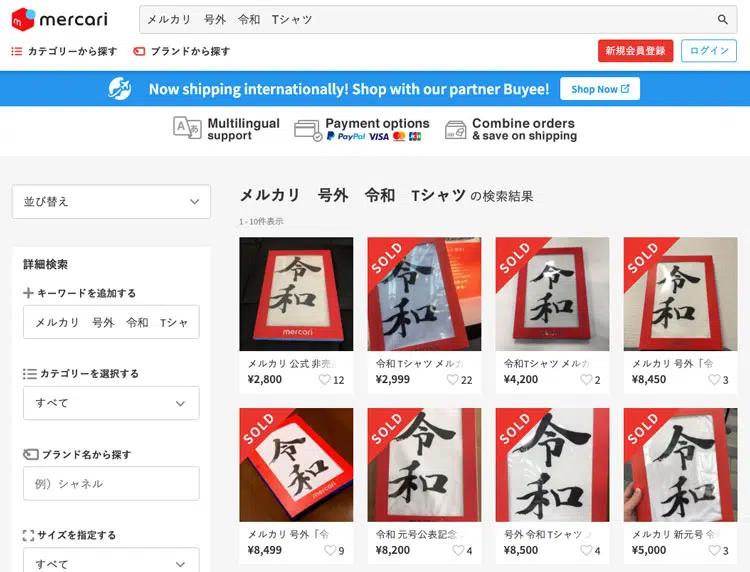 mercari
メルカリ 号外 令和 Tシャツ
カテゴリーから探す ブランドから探す 新規会員登録 ログイン
Now shipping internationally! Shop with our partner Buyee! Shop Now
Multilingual support
Payment options
PayPal VISA
Combine orders & save on shipping
並び替え
メルカリ 号外 令和 Tシャツ の検索結果
1 - 10件表示
詳細検索
キーワードを追加する
メルカリ 号外 令和 Tシャ
カテゴリーを選択する
すべて
ブランド名から探す
例）シャネル
サイズを指定する
すべて
令和
mercari
メルカリ 公式 非売
¥2,800 12
SOLD
令和
令和 Tシャツ メルカ
¥2,999 22
SOLD
令和
令和Tシャツ メルカ
¥4,200 2
SOLD
令和
メルカリ 号外「令
¥8,450 3
SOLD
令和
mercari
メルカリ 号外「令
¥8,499 9
SOLD
令和
令和 元号公表記念
¥8,200 4
SOLD
令和
号外 令和 Tシャツ
¥8,500 4
SOLD
令和
メルカリ 新元号 令
¥5,000 3